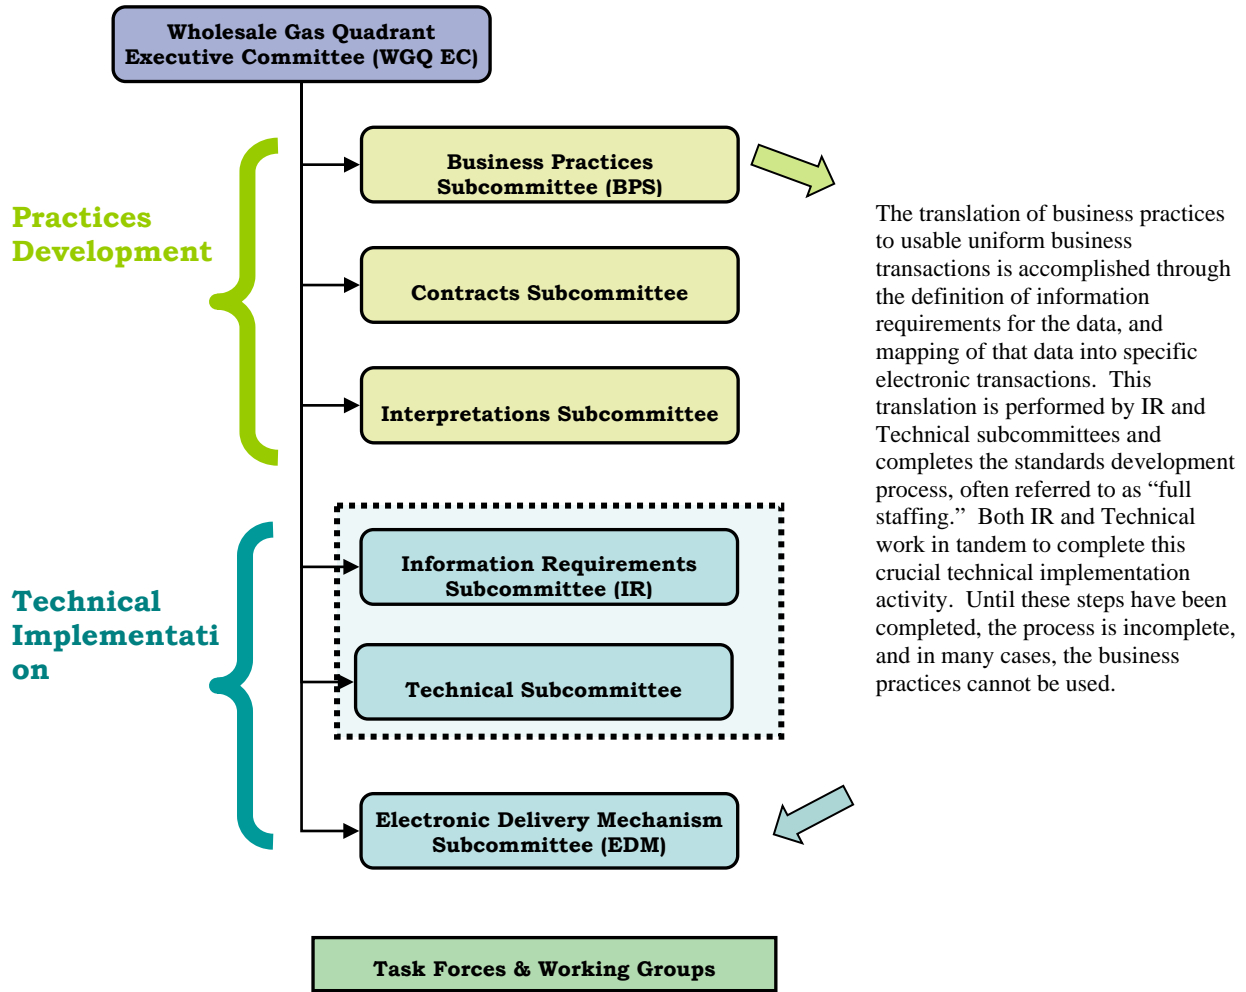 Wholesale Gas Quadrant
Executive Committee (WGQ EC)
Practices
Development
Business Practices
Subcommittee (BPS)
Contracts Subcommittee
Interpretations Subcommittee
Technical
Implementati
on
Information Requirements
Subcommittee (IR)
Technical Subcommittee
Electronic Delivery Mechanism
Subcommittee (EDM)
Task Forces & Working Groups
The translation of business practices
to usable uniform business
transactions is accomplished through
the definition of information
requirements for the data, and
mapping of that data into specific
electronic transactions.  This
translation is performed by IR and
Technical subcommittees and
completes the standards development
process, often referred to as “full
staffing.”  Both IR and Technical
work in tandem to complete this
crucial technical implementation
activity.  Until these steps have been
completed, the process is incomplete,
and in many cases, the business
practices cannot be used.